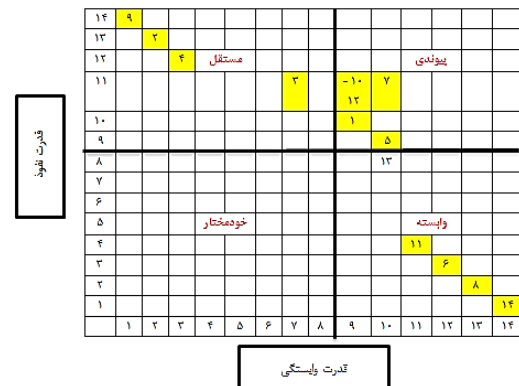 ۱۴ ۹
۱۳ ۲
۱۲ ۴ مستقل پیوندی
۱۱ ۳ ۱۰- ۷
۱۲
۱۰ ۱
۹ ۵
۸ ۱۳
۷
۶
۵ خودمختار وابسته
۴ ۱۱
۳ ۶
۲ ۸
۱ ۱۴
۱ ۲ ۳ ۴ ۵ ۶ ۷ ۸ ۹ ۱۰ ۱۱ ۱۲ ۱۳ ۱۴
قدرت نفوذ
قدرت وابستگی